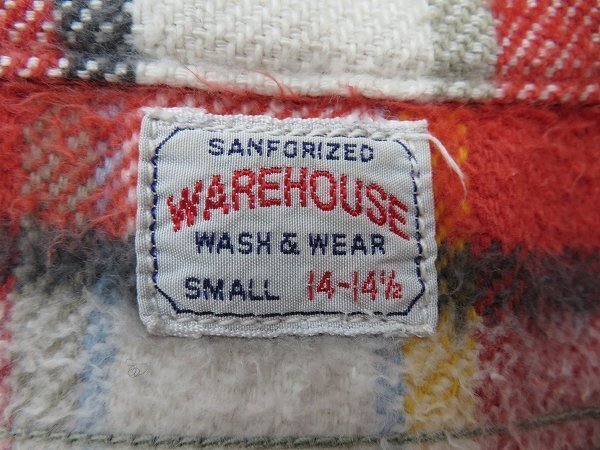 SANFORIZED
WAREHOUSE
WASH & WEAR
SMALL 14-14½